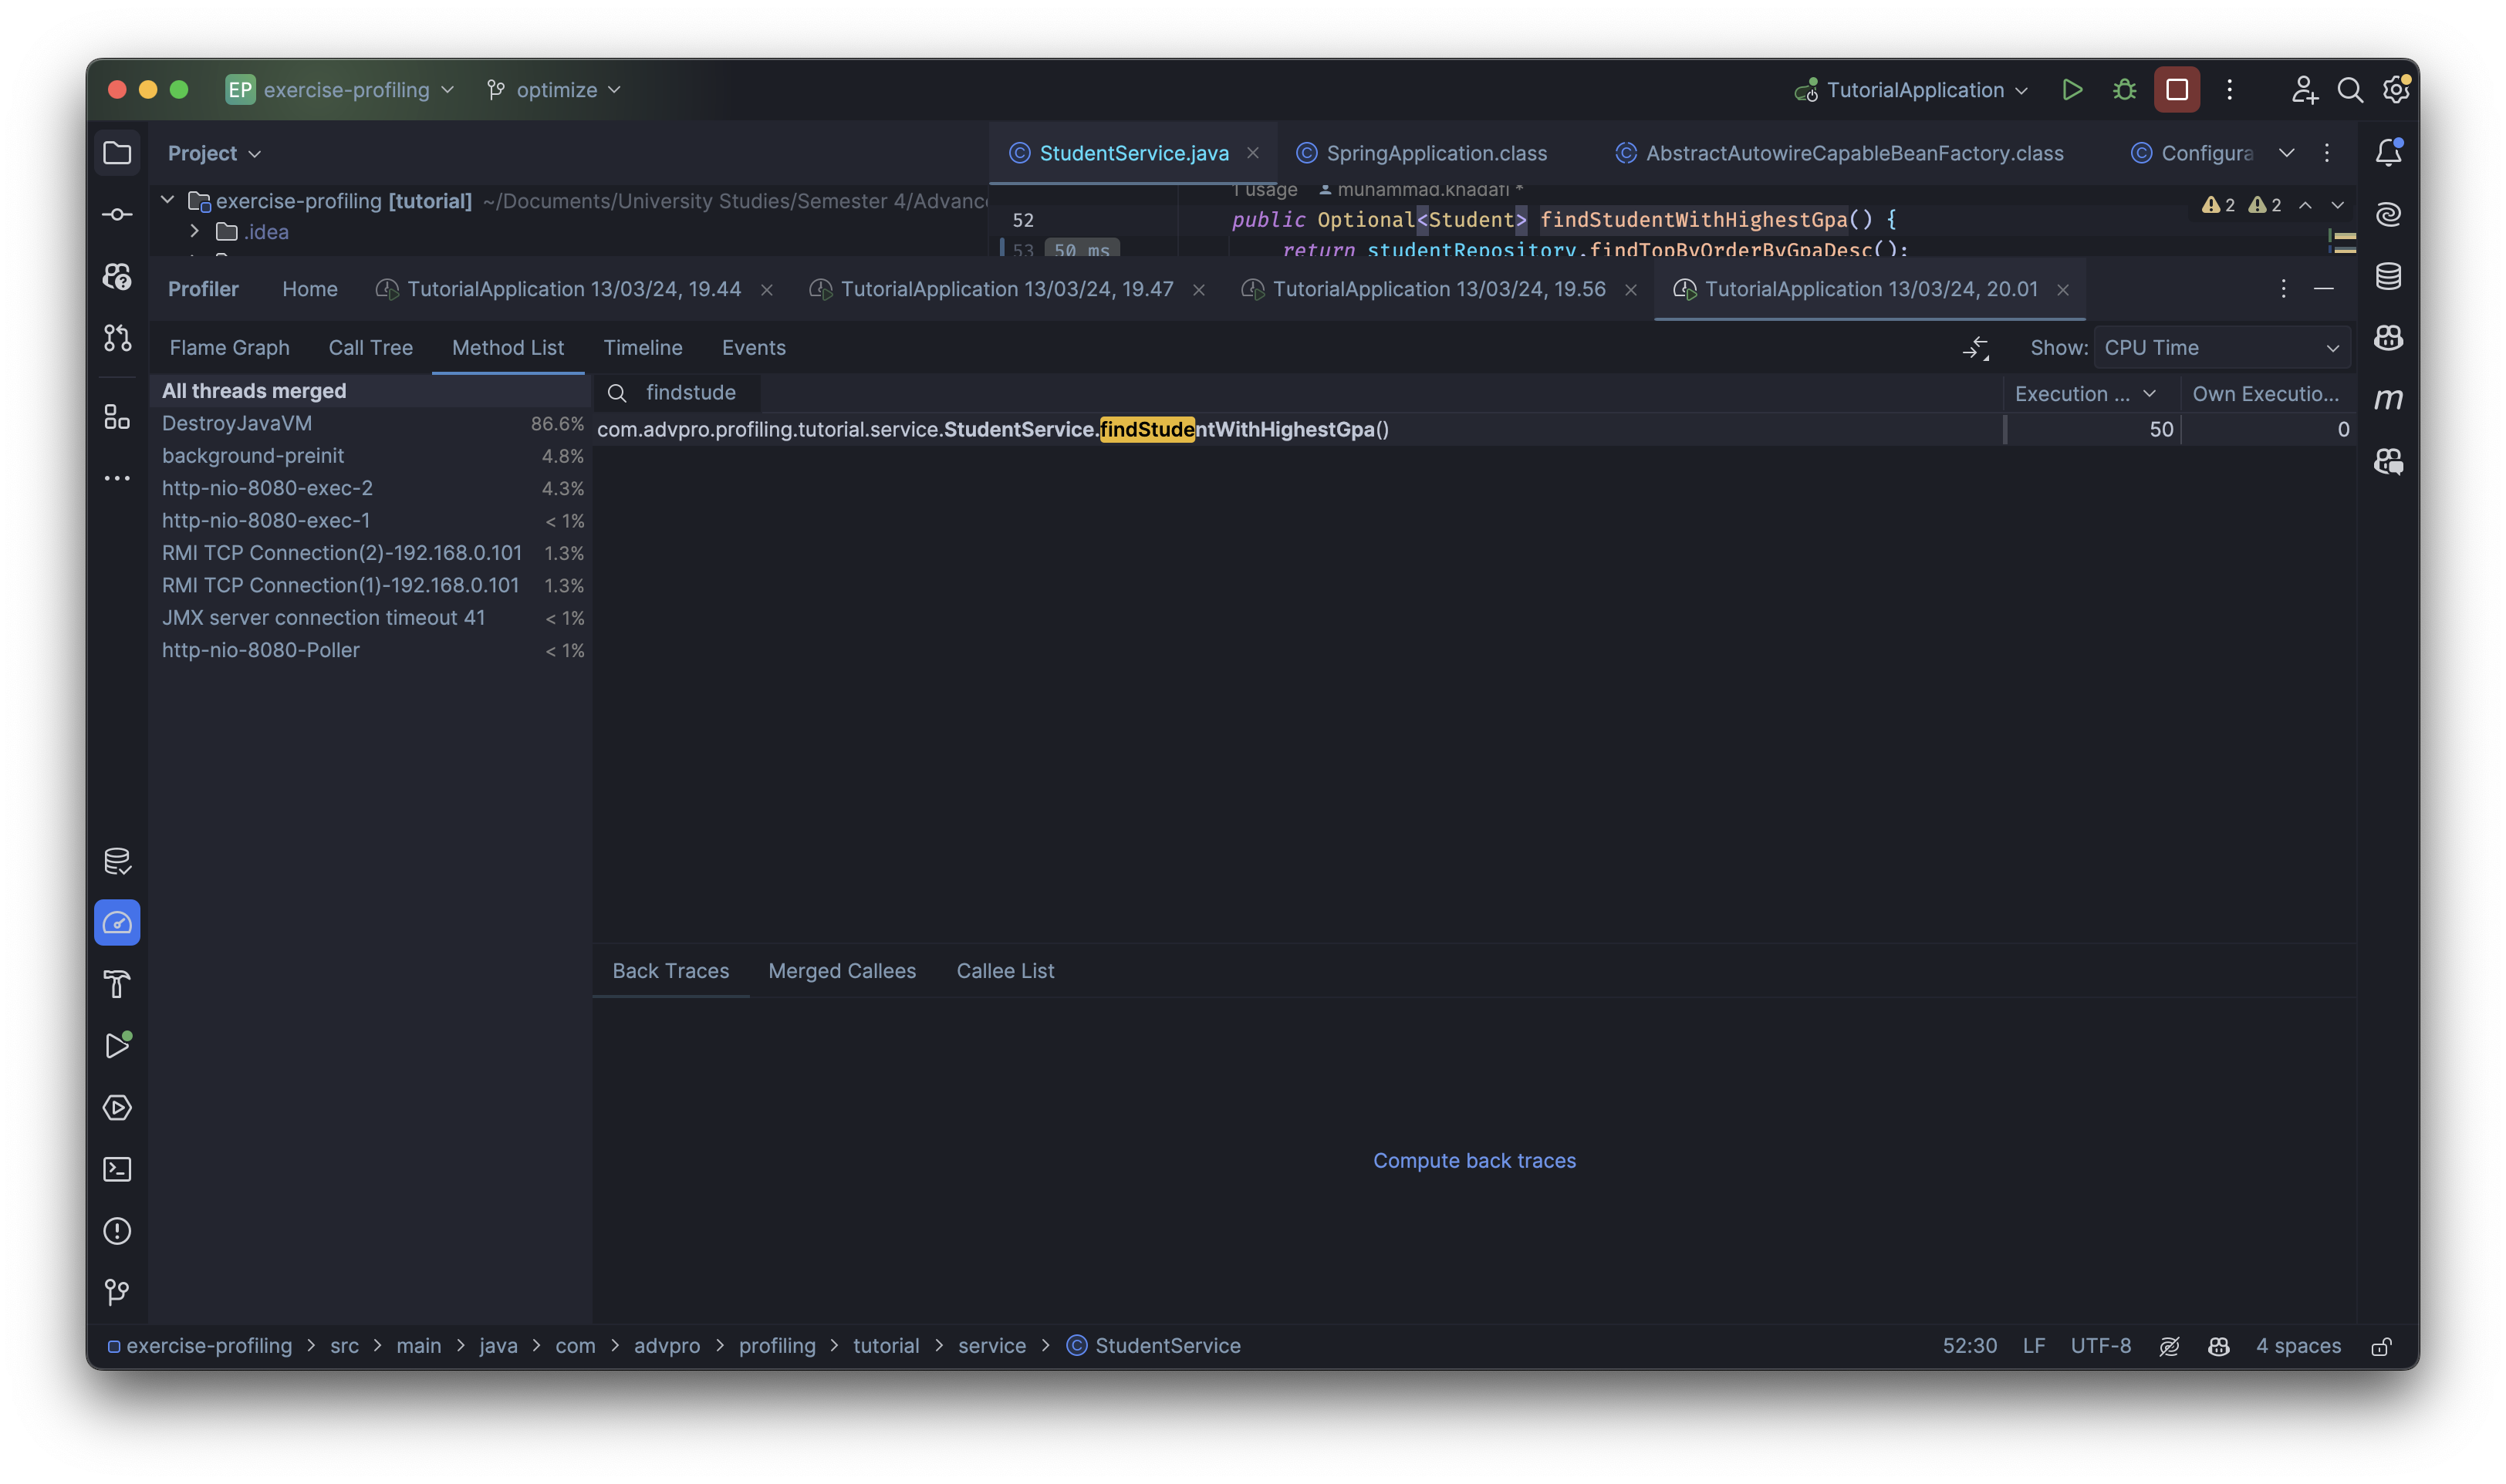 EP exercise-profiling optimize TutorialApplication
Project StudentService.java SpringApplication.class AbstractAutowireCapableBeanFactory.class Configura
exercise-profiling [tutorial] ~/Documents/University Studies/Semester 4/Advanc
.idea
1 usage muhammad.khadafi *
2 2
52 public Optional<Student> findStudentWithHighestGpa() {
53 50 ms return studentRepository.findTopByOrderByGpaDesc();
Profiler Home TutorialApplication 13/03/24, 19.44 TutorialApplication 13/03/24, 19.47 TutorialApplication 13/03/24, 19.56 TutorialApplication 13/03/24, 20.01
Flame Graph Call Tree Method List Timeline Events Show: CPU Time
All threads merged
DestroyJavaVM 86.6%
background-preinit 4.8%
http-nio-8080-exec-2 4.3%
http-nio-8080-exec-1 < 1%
RMI TCP Connection(2)-192.168.0.101 1.3%
RMI TCP Connection(1)-192.168.0.101 1.3%
JMX server connection timeout 41 < 1%
http-nio-8080-Poller < 1%
findstude Execution ... Own Executio...
com.advpro.profiling.tutorial.service.StudentService.findStudentWithHighestGpa() 50 0
Back Traces Merged Callees Callee List
Compute back traces
exercise-profiling > src > main > java > com > advpro > profiling > tutorial > service > StudentService 52:30 LF UTF-8 4 spaces